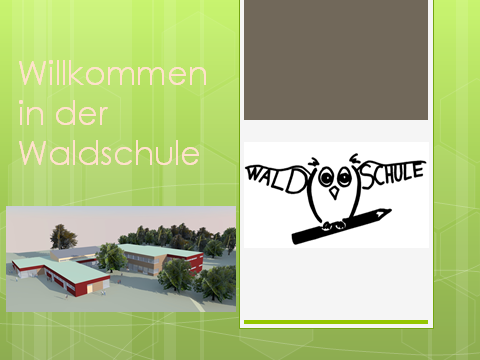 Willkommen
in der
Waldschule
WALD SCHULE